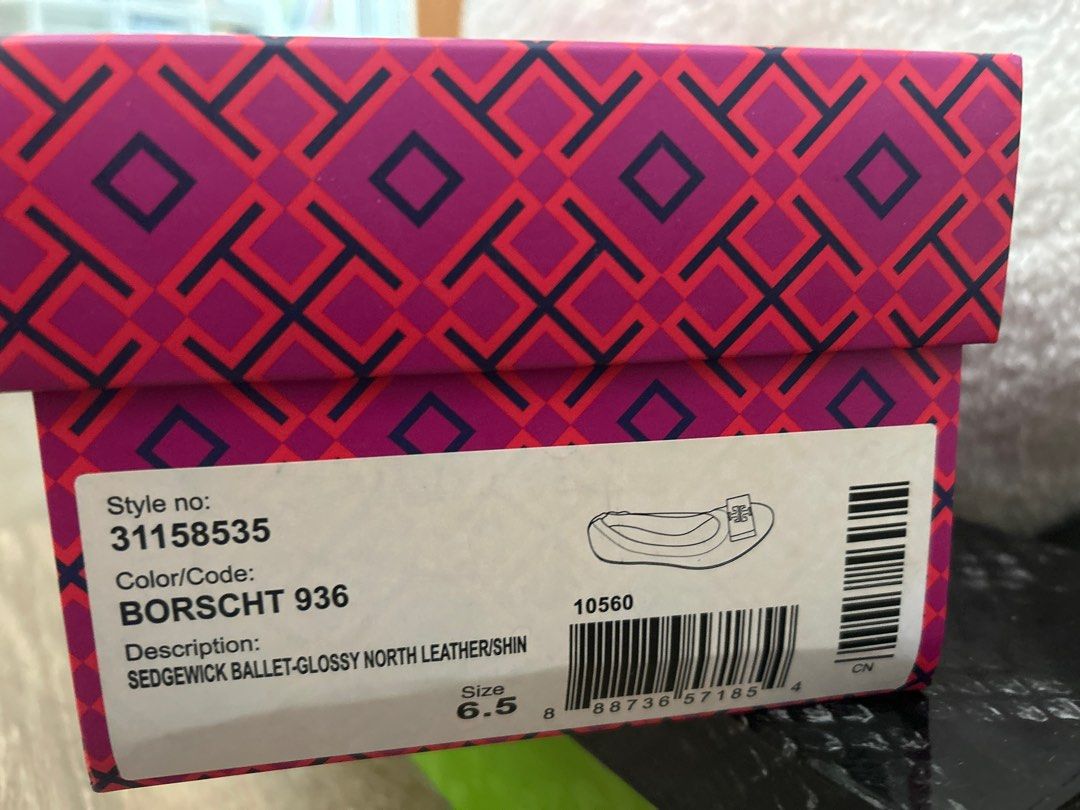 Style no:
31158535
Color/Code:
BORSCHT 936
Description:
SEDGEWICK BALLET-GLOSSY NORTH LEATHER/SHIN
Size
6.5
10560
8 88736 57185 4
CN